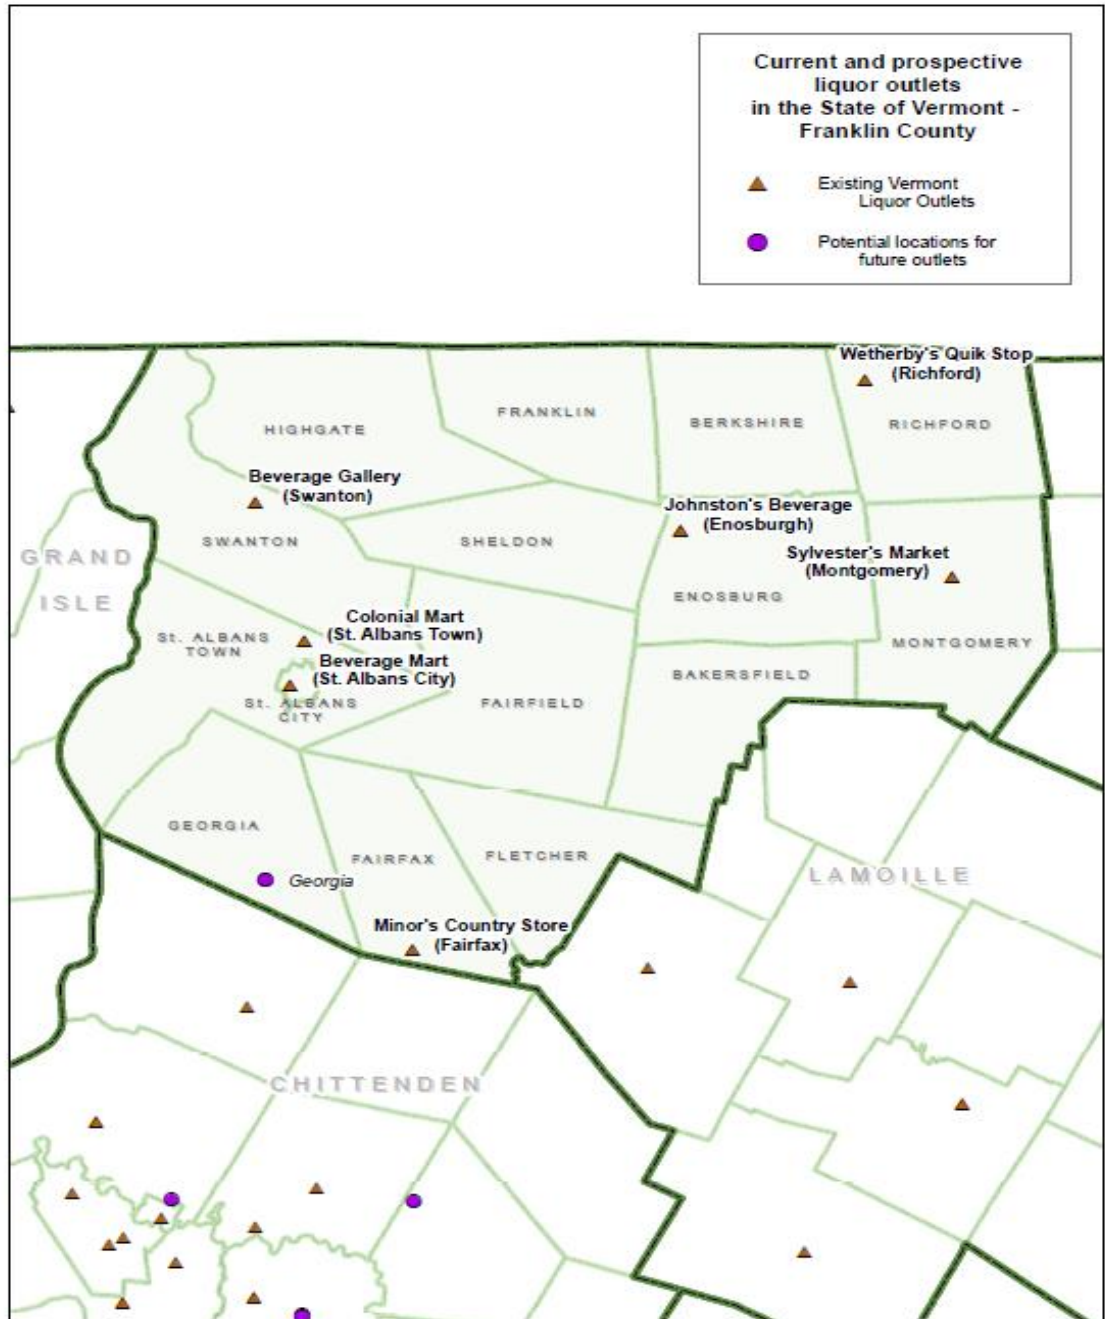 Current and prospective
liquor outlets
in the State of Vermont -
Franklin County
Existing Vermont
Liquor Outlets
Potential locations for
future outlets
Wetherby's Quik Stop
(Richford)
FRANKLIN
HIGHGATE
BERKSHIRE
RICHFORD
Beverage Gallery
(Swanton)
Johnston's Beverage
(Enosburgh)
SWANTON
SHELDON
Sylvester's Market
(Montgomery)
GRAND
ISLE
ENOSBURG
Colonial Mart
(St. Albans Town)
St. ALBANS
TOWN
MONTGOMERY
Beverage Mart
(St. Albans City)
BAKERSFIELD
St. ALBANS
CITY
FAIRFIELD
GEORGIA
FAIRFAX
FLETCHER
Georgia
LAMOILLE
Minor's Country Store
(Fairfax)
CHITTENDEN